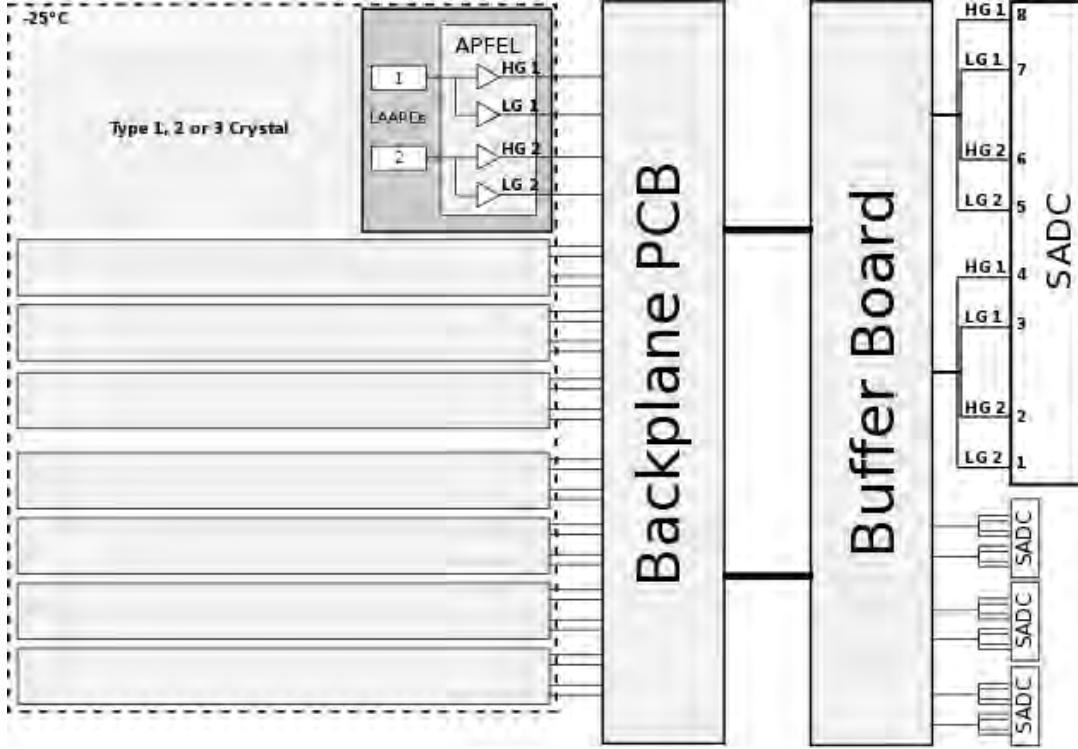 -25°C
Type 1, 2 or 3 Crystal
APFEL
1
HG 1
LAAPDs
LG 1
2
HG 2
LG 2
Backplane PCB
Buffer Board
HG 1 8
LG 1 7
HG 2 6
LG 2 5
HG 1 4
LG 1 3
HG 2 2
LG 2 1
SADC
SADC
SADC
SADC